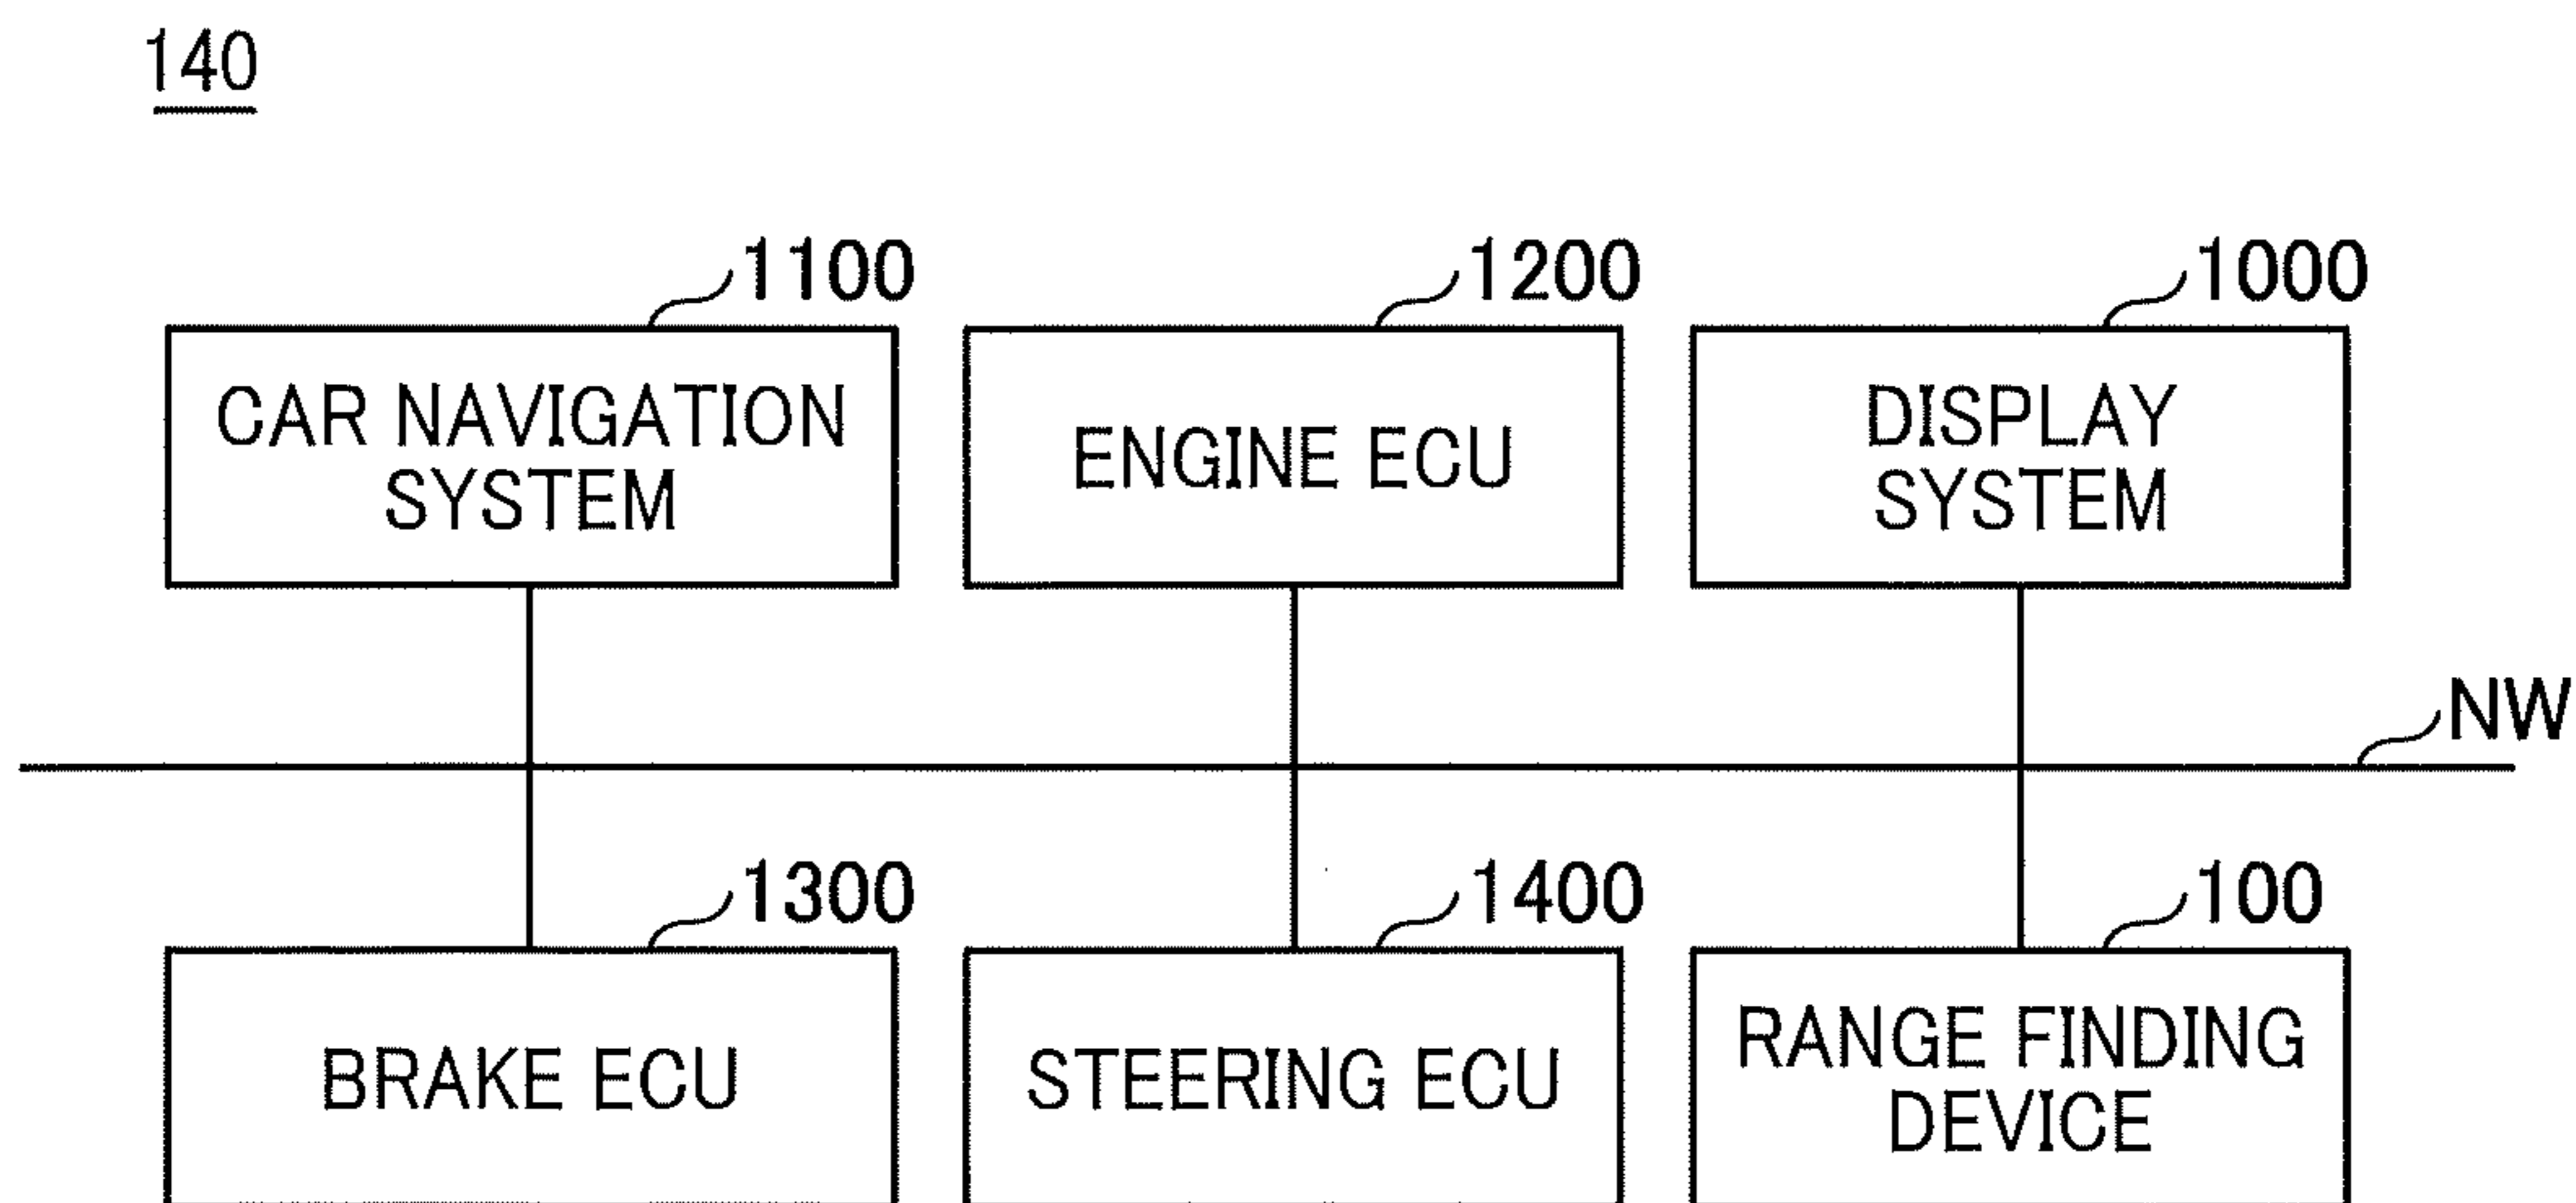 140
1100
1200
1000
CAR NAVIGATION
SYSTEM
ENGINE ECU
DISPLAY
SYSTEM
NW
1300
1400
100
BRAKE ECU
STEERING ECU
RANGE FINDING
DEVICE